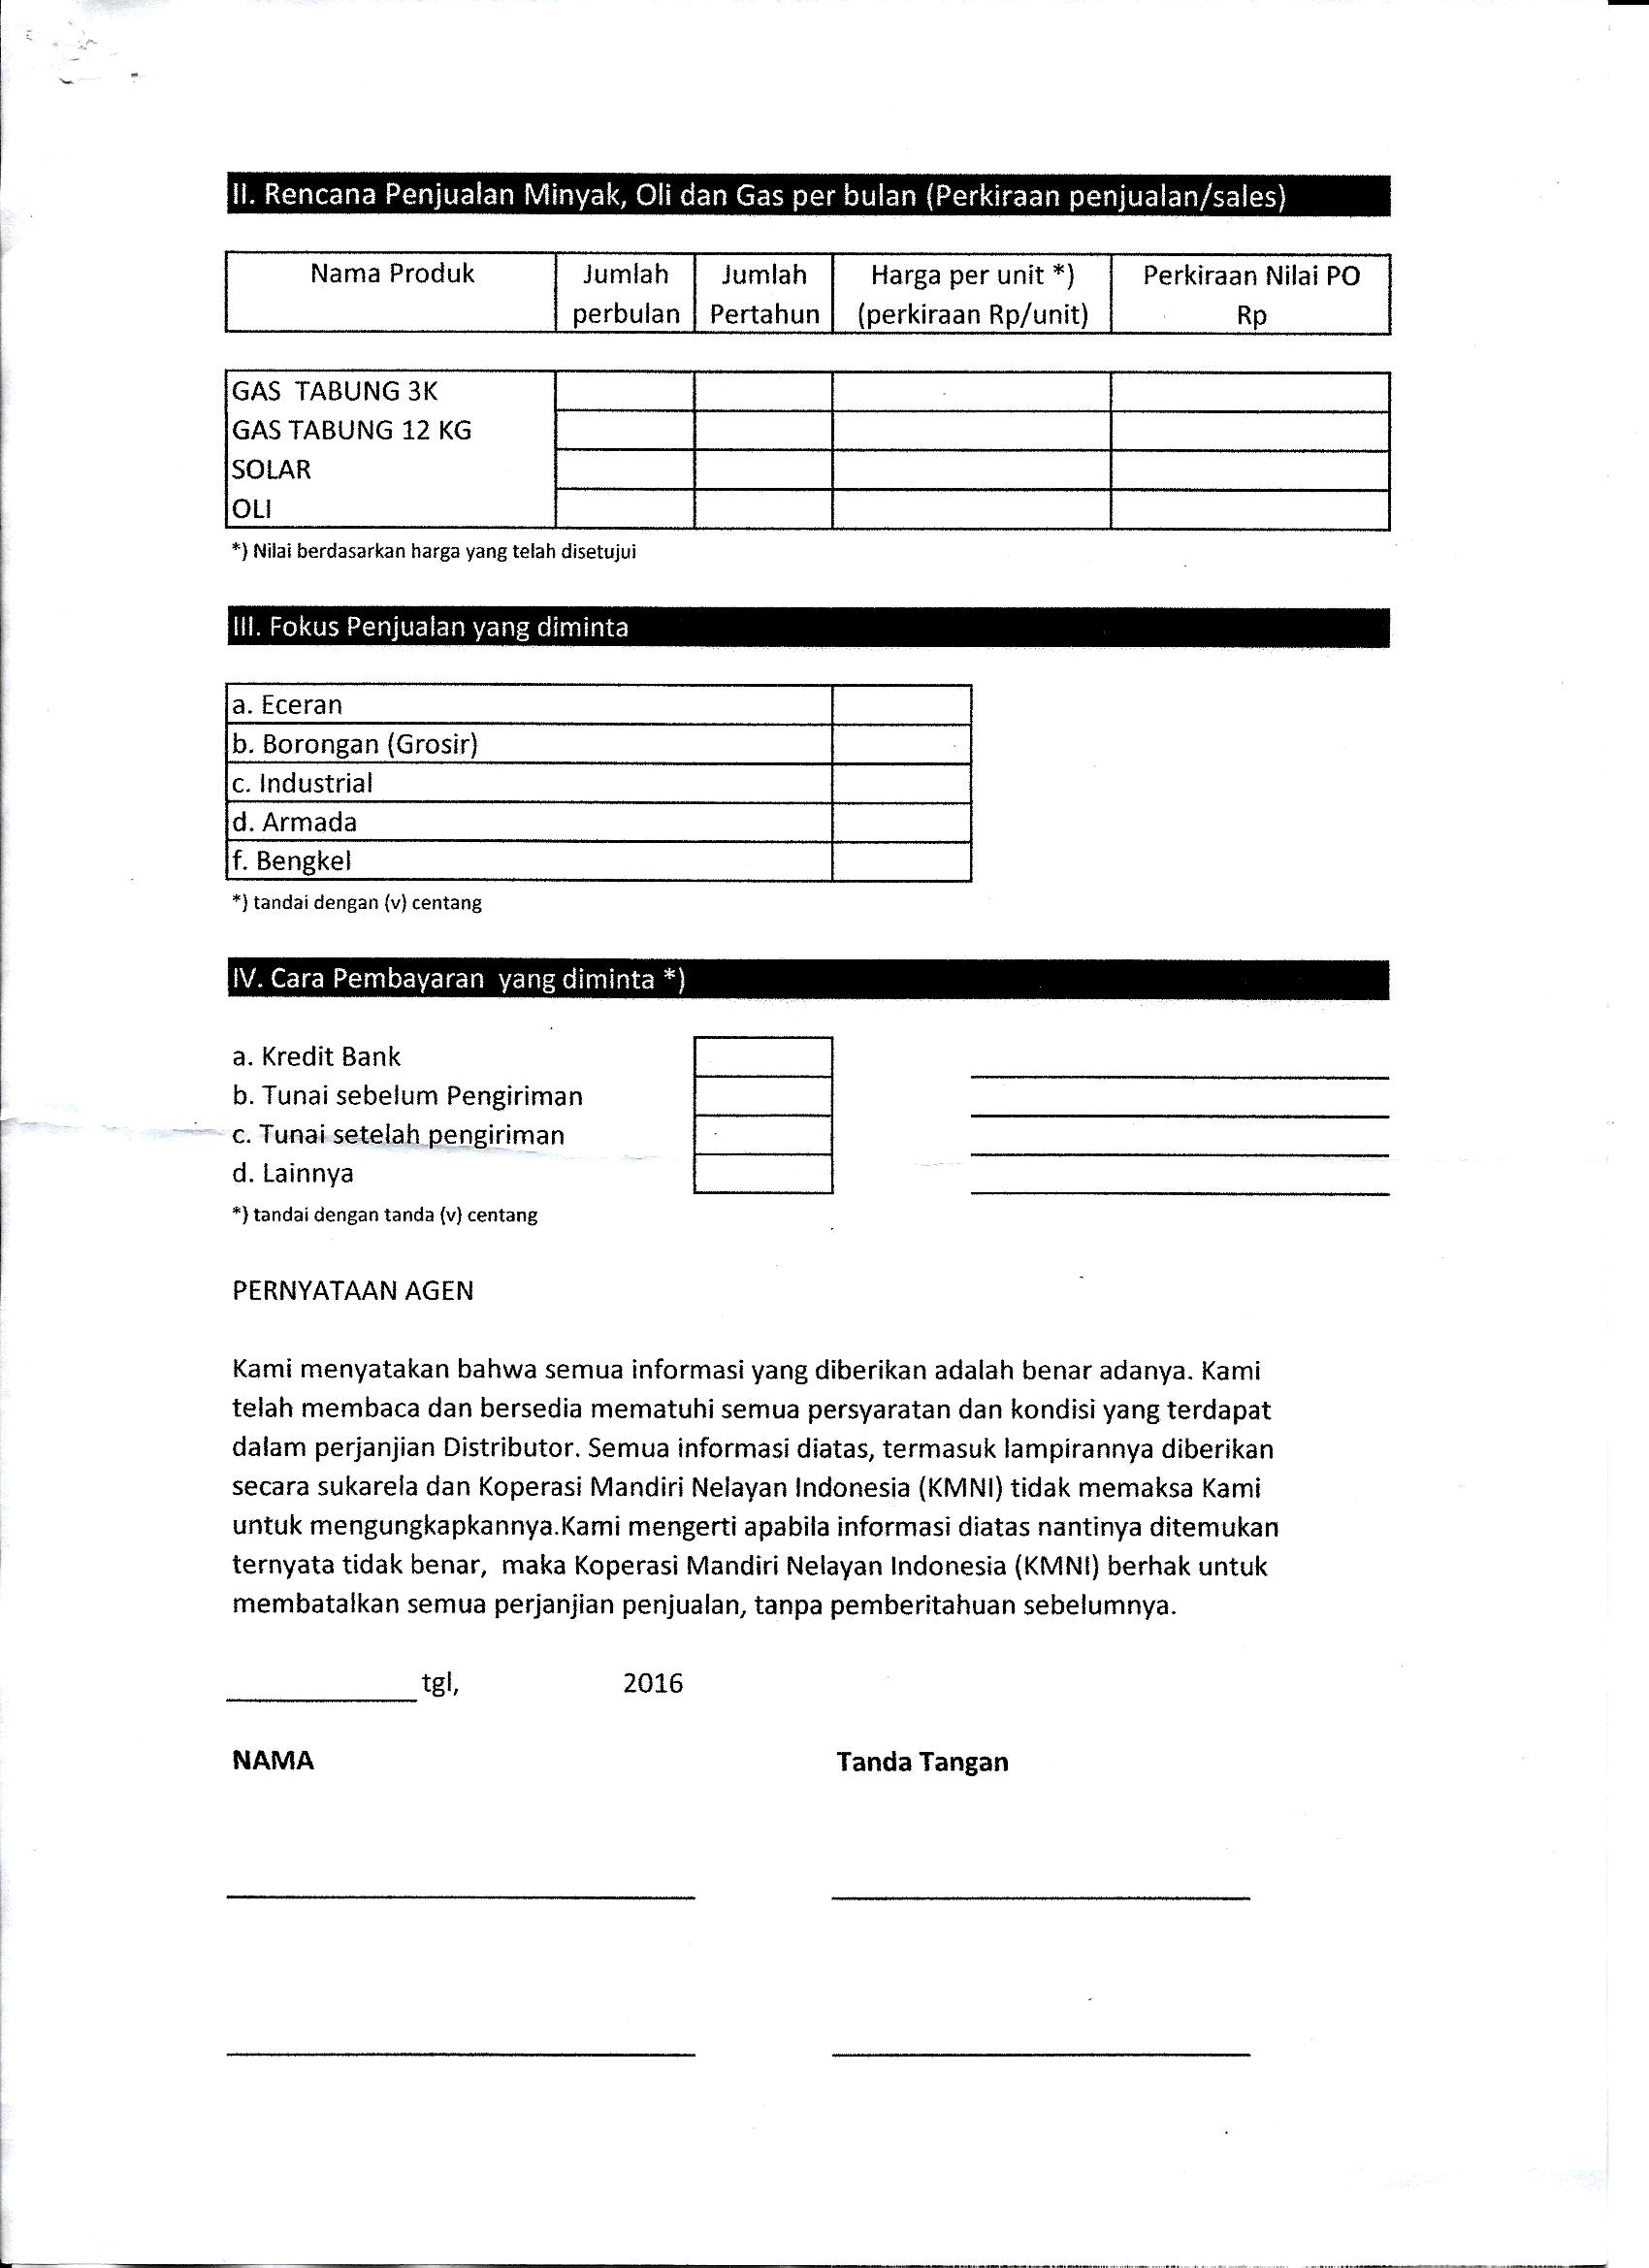 II. Rencana Penjualan Minyak, Oli dan Gas per bulan (Perkiraan penjualan/sales)
Nama Produk Jumlah perbulan Jumlah Pertahun Harga per unit *) (perkiraan Rp/unit) Perkiraan Nilai PO Rp
GAS TABUNG 3K
GAS TABUNG 12 KG
SOLAR
OLI
*) Nilai berdasarkan harga yang telah disetujui
III. Fokus Penjualan yang diminta
a. Eceran
b. Borongan (Grosir)
c. Industrial
d. Armada
f. Bengkel
*) tandai dengan (v) centang
IV. Cara Pembayaran yang diminta *)
a. Kredit Bank
b. Tunai sebelum Pengiriman
c. Tunai setelah pengiriman
d. Lainnya
*) tandai dengan tanda (v) centang
PERNYATAAN AGEN
Kami menyatakan bahwa semua informasi yang diberikan adalah benar adanya. Kami
telah membaca dan bersedia mematuhi semua persyaratan dan kondisi yang terdapat
dalam perjanjian Distributor. Semua informasi diatas, termasuk lampirannya diberikan
secara sukarela dan Koperasi Mandiri Nelayan Indonesia (KMNI) tidak memaksa Kami
untuk mengungkapkannya.Kami mengerti apabila informasi diatas nantinya ditemukan
ternyata tidak benar, maka Koperasi Mandiri Nelayan Indonesia (KMNI) berhak untuk
membatalkan semua perjanjian penjualan, tanpa pemberitahuan sebelumnya.
tgl, 2016
NAMA Tanda Tangan